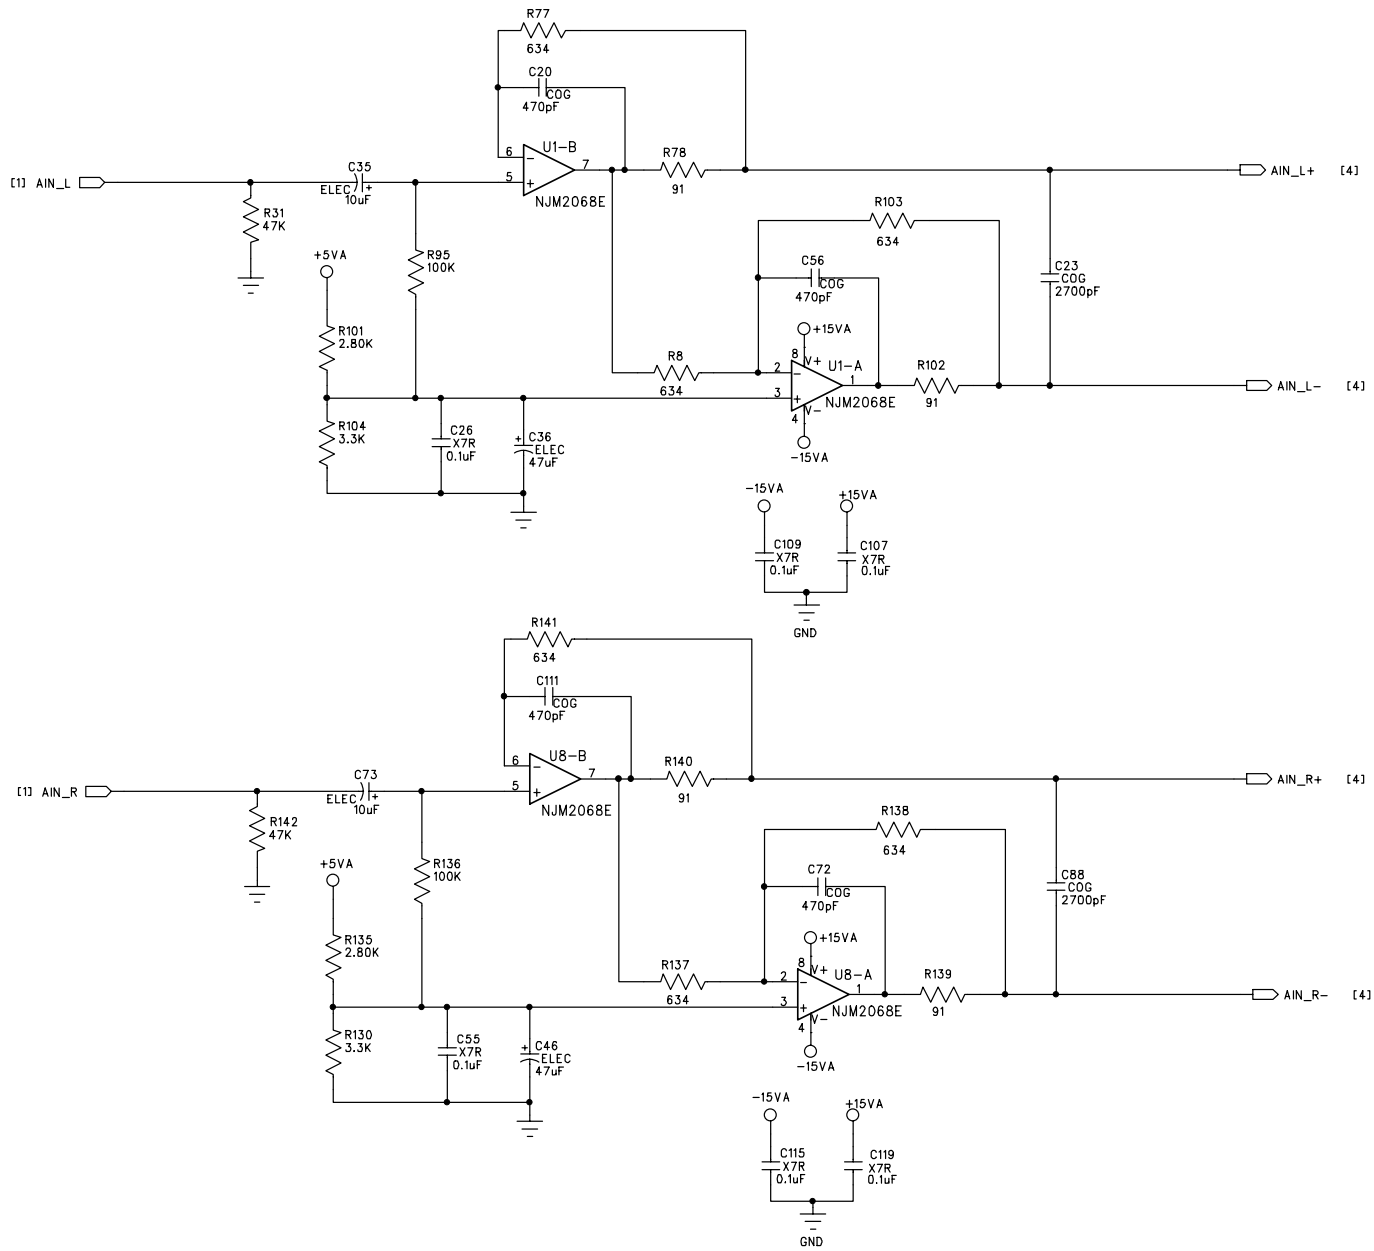 R77
634
C20
COG
470pF
U1-B
6
7
5
NJM2068E
R78
91
[1] AIN_L
C35
ELEC
+
10uF
R31
47K
AIN_L+ [4]
R103
634
+5VA
R95
100K
C56
COG
470pF
C23
COG
2700pF
R101
2.80K
+15VA
8
V+
U1-A
R8
634
2
1
3
NJM2068E
V-
4
-15VA
R102
91
AIN_L- [4]
R104
3.3K
C26
X7R
0.1uF
+
C36
ELEC
47uF
-15VA
+15VA
C109
X7R
0.1uF
C107
X7R
0.1uF
GND
R141
634
C111
COG
470pF
U8-B
6
7
5
NJM2068E
R140
91
[1] AIN_R
C73
ELEC
+
10uF
R142
47K
AIN_R+ [4]
R138
634
+5VA
R136
100K
C72
COG
470pF
C88
COG
2700pF
R135
2.80K
+15VA
8
V+
U8-A
R137
634
2
1
3
NJM2068E
V-
4
-15VA
R139
91
AIN_R- [4]
R130
3.3K
C55
X7R
0.1uF
+
C46
ELEC
47uF
-15VA
+15VA
C115
X7R
0.1uF
C119
X7R
0.1uF
GND